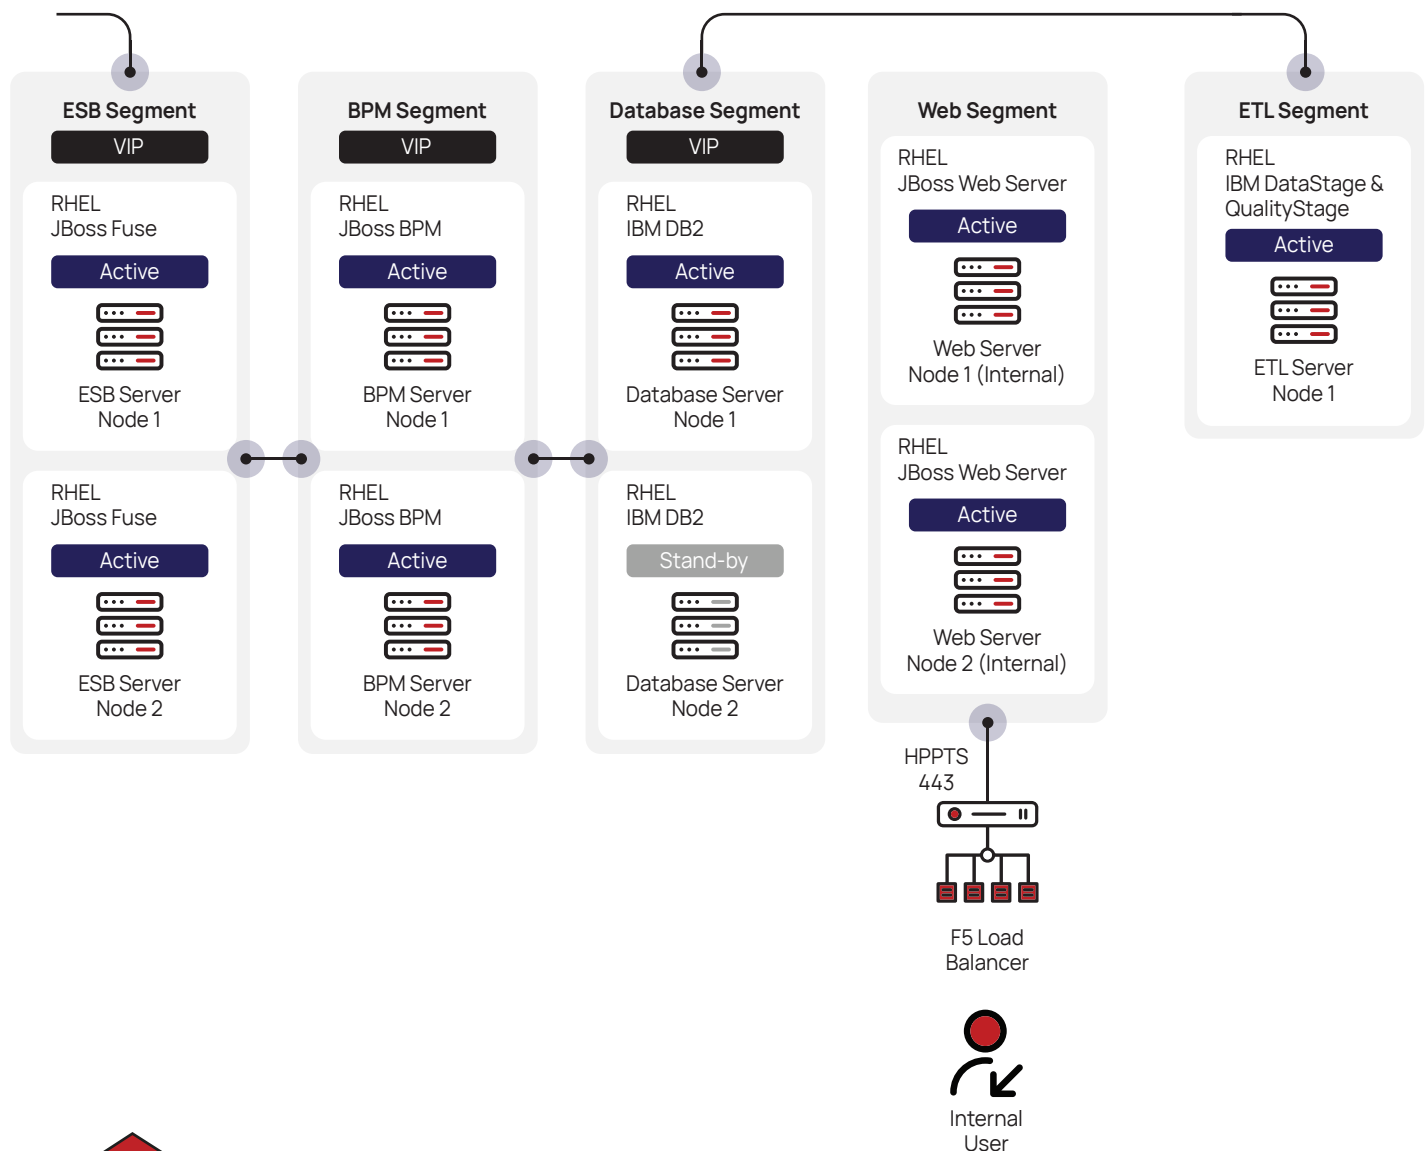 ESB Segment
VIP
RHEL
JBoss Fuse
Active
ESB Server
Node 1
RHEL
JBoss Fuse
Active
ESB Server
Node 2
BPM Segment
VIP
RHEL
JBoss BPM
Active
BPM Server
Node 1
RHEL
JBoss BPM
Active
BPM Server
Node 2
Database Segment
VIP
RHEL
IBM DB2
Active
Database Server
Node 1
RHEL
IBM DB2
Stand-by
Database Server
Node 2
Web Segment
RHEL
JBoss Web Server
Active
Web Server
Node 1 (Internal)
RHEL
JBoss Web Server
Active
Web Server
Node 2 (Internal)
HPPTS
443
F5 Load
Balancer
Internal
User
ETL Segment
RHEL
IBM DataStage &
QualityStage
Active
ETL Server
Node 1